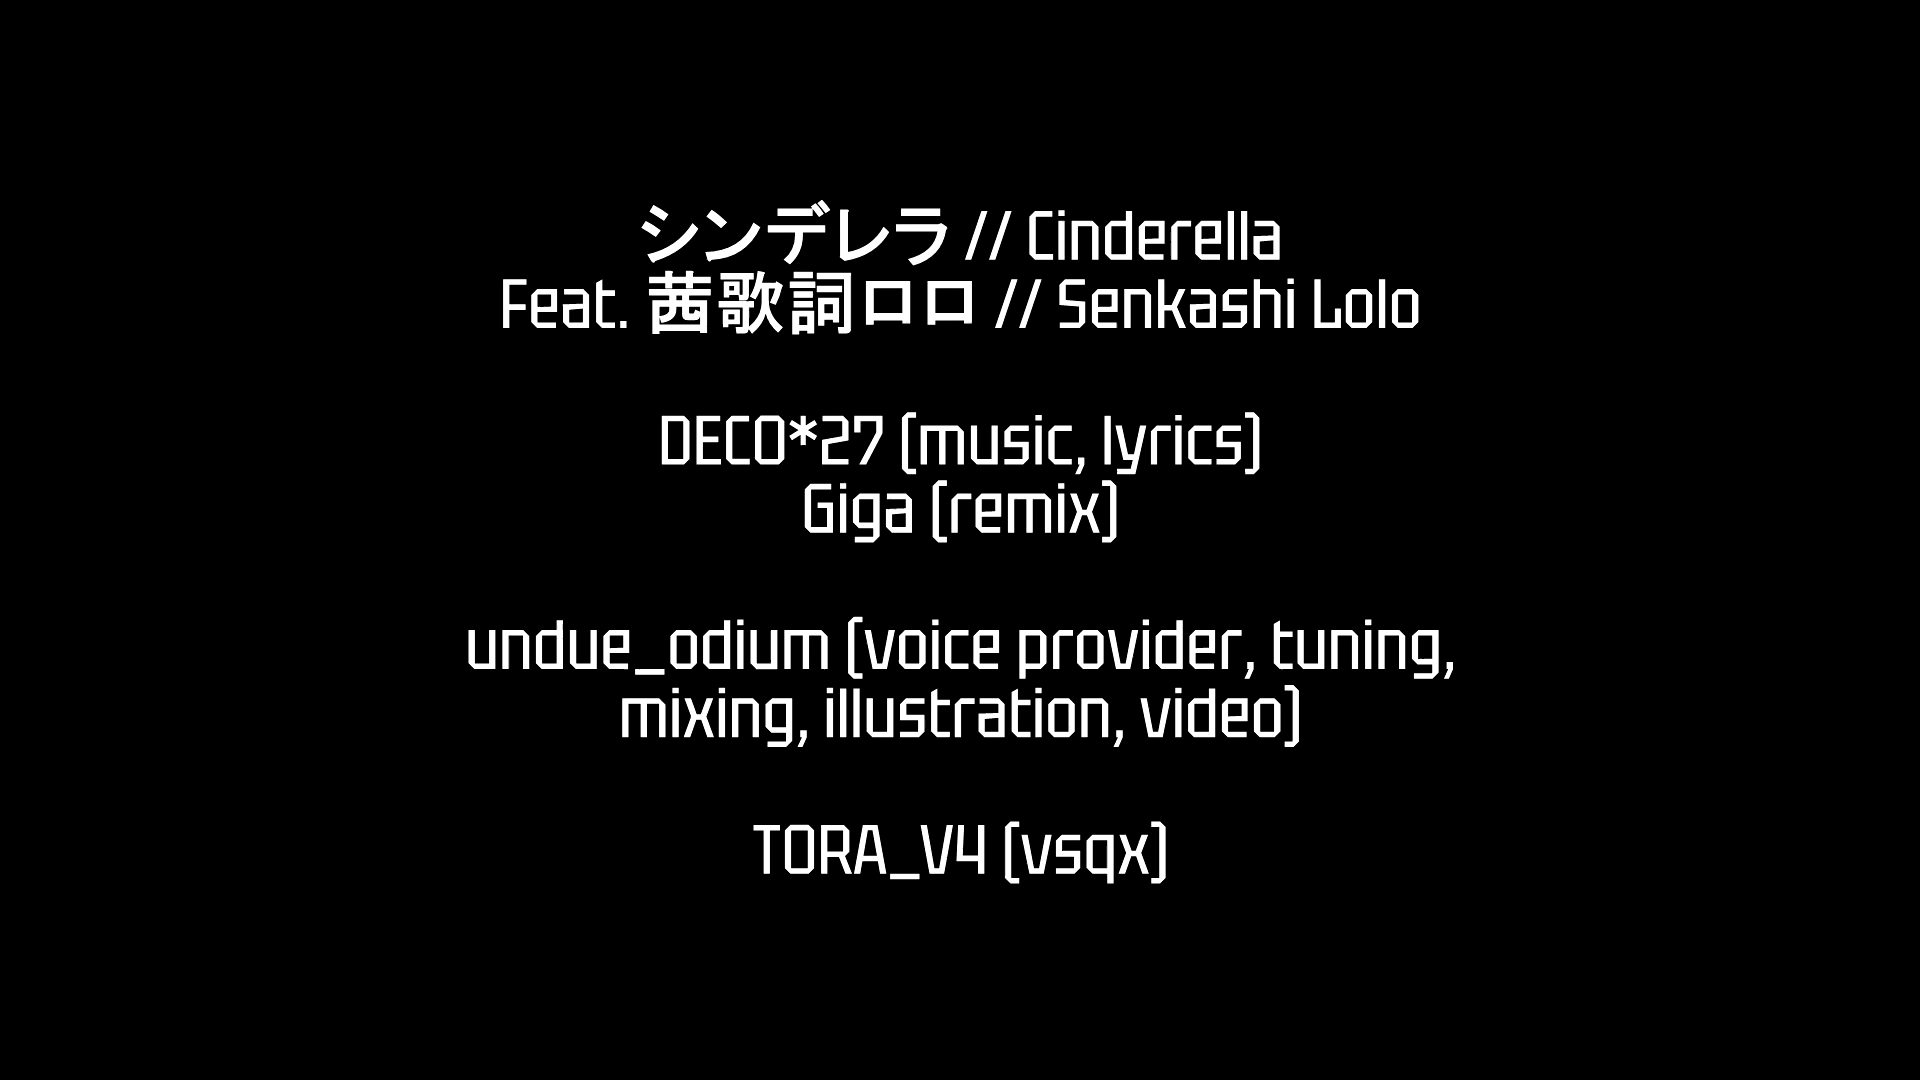 シンデレラ // Cinderella
Feat. 茜歌詞ロロ // Senkashi Lolo
DECO*27 (music, lyrics)
Giga (remix)
undue_odium (voice provider, tuning,
mixing, illustration, video)
TORA_V4 (vsqx)